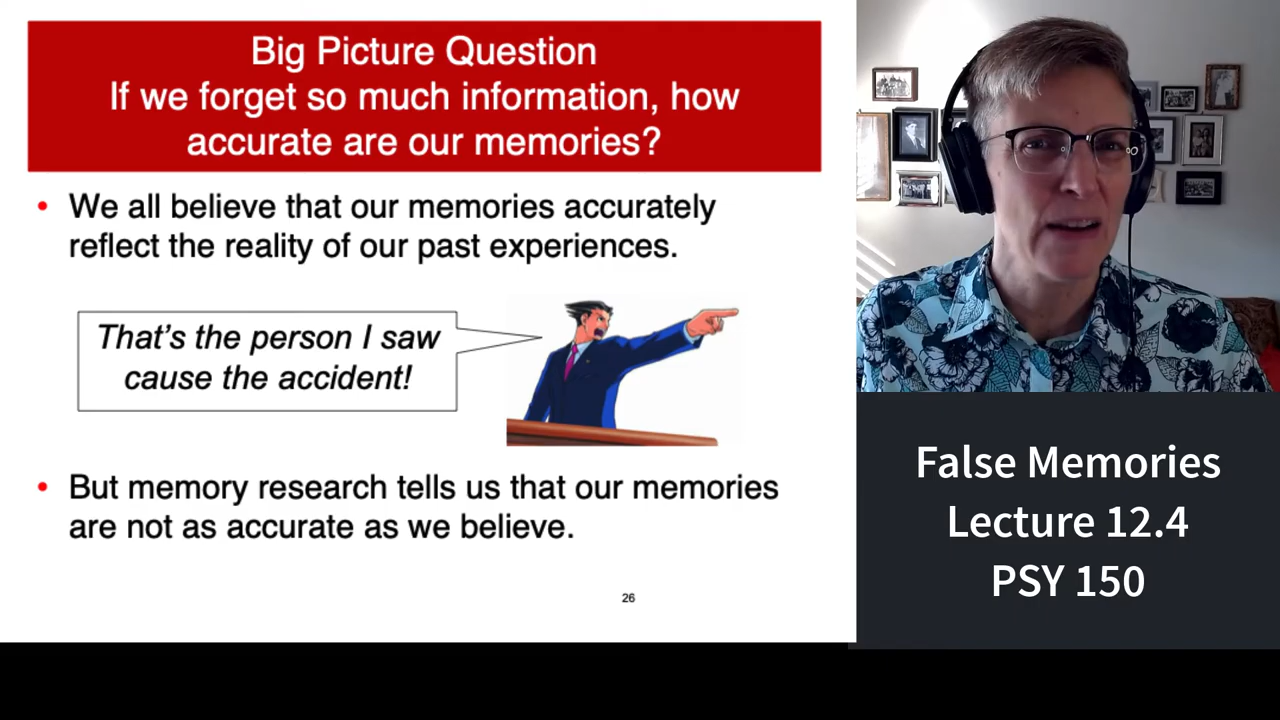 Big Picture Question
If we forget so much information, how
accurate are our memories?
• We all believe that our memories accurately
reflect the reality of our past experiences.
That's the person I saw
cause the accident!
• But memory research tells us that our memories
are not as accurate as we believe.
26
False Memories
Lecture 12.4
PSY 150